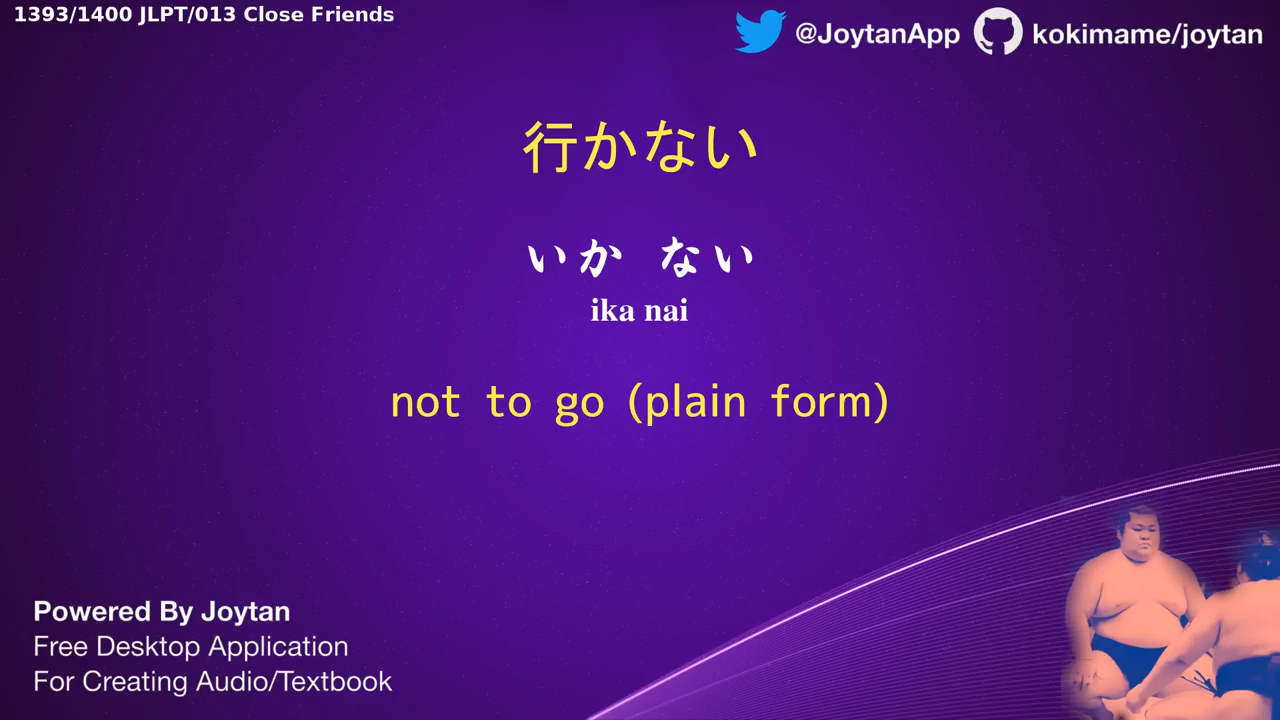 1393/1400 JLPT/013 Close Friends
@JoytanApp kokimame/joytan
行かない
いか ない
ika nai
not to go (plain form)
Powered By Joytan
Free Desktop Application
For Creating Audio/Textbook